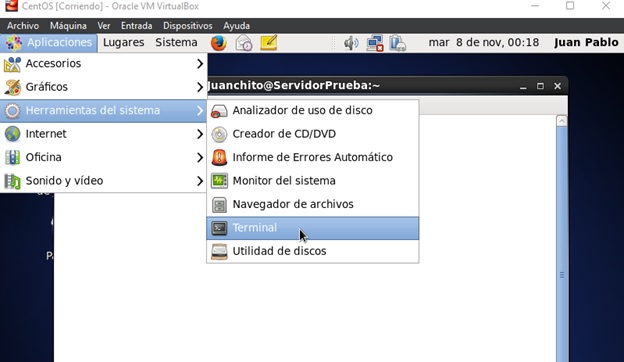 CentOS [Corriendo] - Oracle VM VirtualBox
Archivo Máquina Ver Entrada Dispositivos Ayuda
Aplicaciones Lugares Sistema mar 8 de nov, 00:18 Juan Pablo
Accesorios
Gráficos
Herramientas del sistema
Internet
Oficina
Sonido y vídeo
Juanchito@ServidorPrueba:~
Analizador de uso de disco
Creador de CD/DVD
Informe de Errores Automático
Monitor del sistema
Navegador de archivos
Terminal
Utilidad de discos